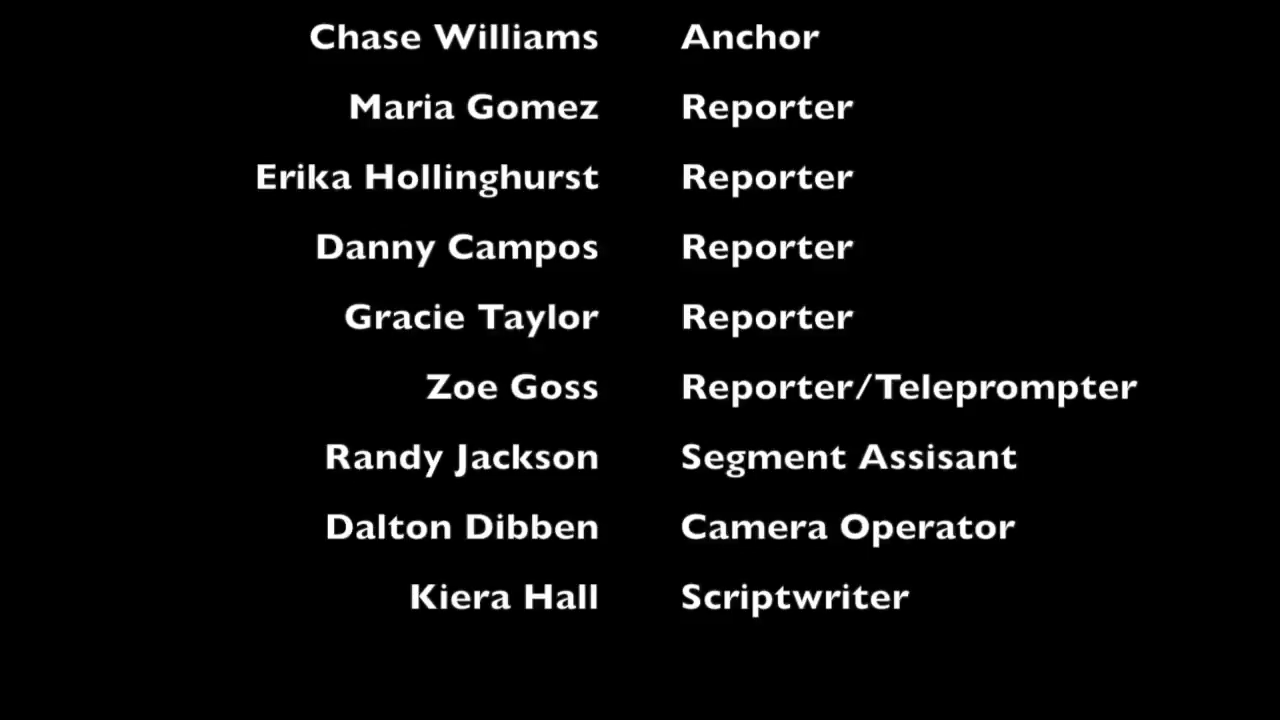 Chase Williams Anchor
Maria Gomez Reporter
Erika Hollinghurst Reporter
Danny Campos Reporter
Gracie Taylor Reporter
Zoe Goss Reporter/Teleprompter
Randy Jackson Segment Assisant
Dalton Dibben Camera Operator
Kiera Hall Scriptwriter